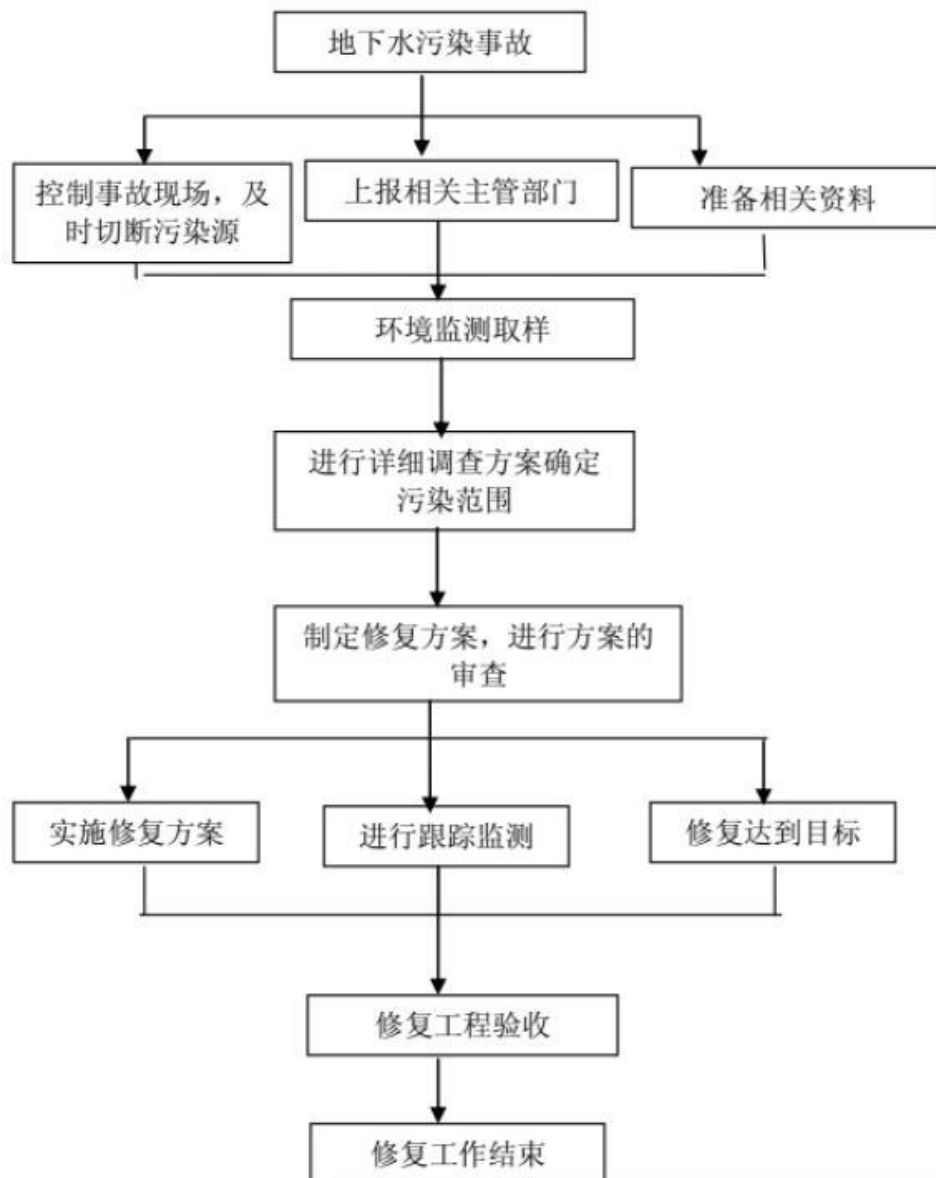 地下水污染事故
控制事故现场，及
时切断污染源
上报相关主管部门
准备相关资料
环境监测取样
进行详细调查方案确定
污染范围
制定修复方案，进行方案的
审查
实施修复方案
进行跟踪监测
修复达到目标
修复工程验收
修复工作结束